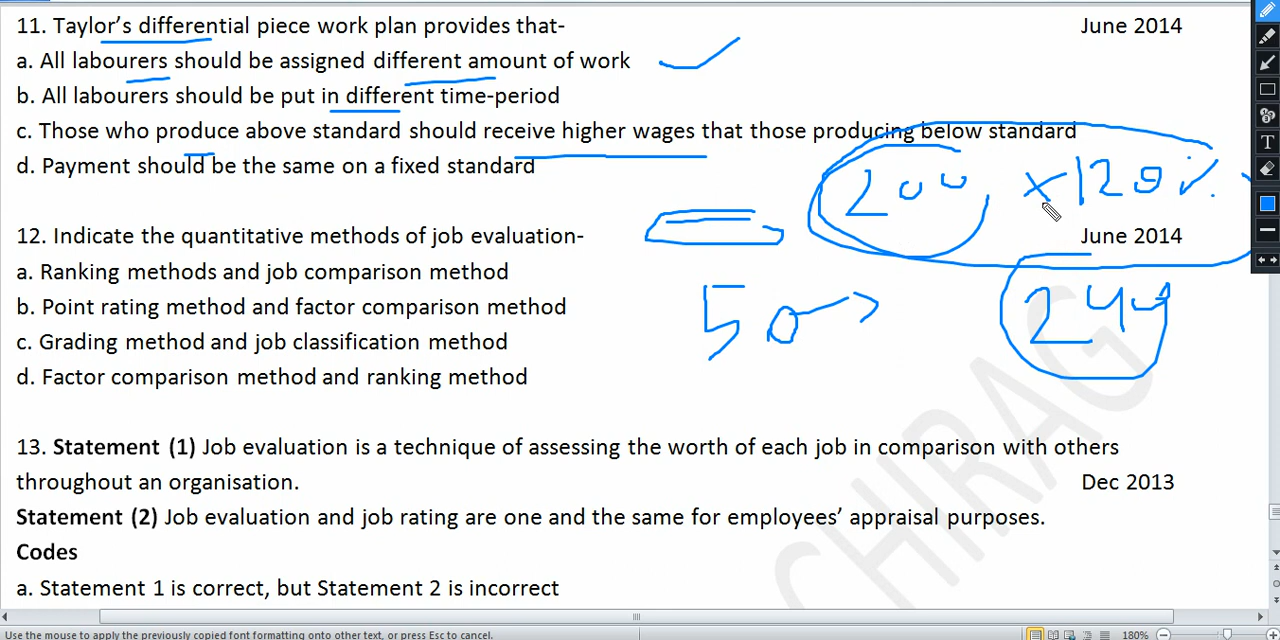 11. Taylor's differential piece work plan provides that- June 2014
a. All labourers should be assigned different amount of work
b. All labourers should be put in different time-period
c. Those who produce above standard should receive higher wages that those producing below standard
d. Payment should be the same on a fixed standard
200 x120%
12. Indicate the quantitative methods of job evaluation- June 2014
a. Ranking methods and job comparison method
b. Point rating method and factor comparison method
50 244
c. Grading method and job classification method
d. Factor comparison method and ranking method
CHIRAG
13. Statement (1) Job evaluation is a technique of assessing the worth of each job in comparison with others
throughout an organisation. Dec 2013
Statement (2) Job evaluation and job rating are one and the same for employees' appraisal purposes.
Codes
a. Statement 1 is correct, but Statement 2 is incorrect
Use the mouse to apply the previously copied font formatting onto other text, or press Esc to cancel. 180%